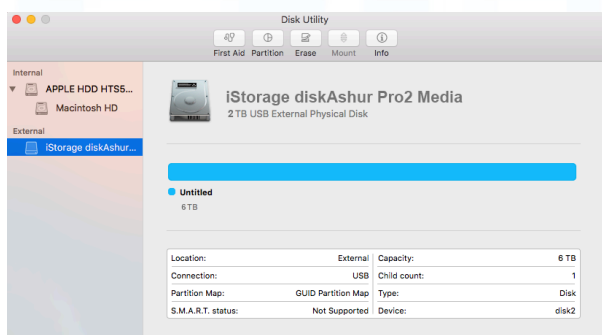 Disk Utility
First Aid Partition Erase Mount Info
Internal
APPLE HDD HTS5...
Macintosh HD
External
iStorage diskAshur...
iStorage diskAshur Pro2 Media
2 TB USB External Physical Disk
Untitled
6 TB
Location: External Capacity: 6 TB
Connection: USB Child count: 1
Partition Map: GUID Partition Map Type: Disk
S.M.A.R.T. status: Not Supported Device: disk2